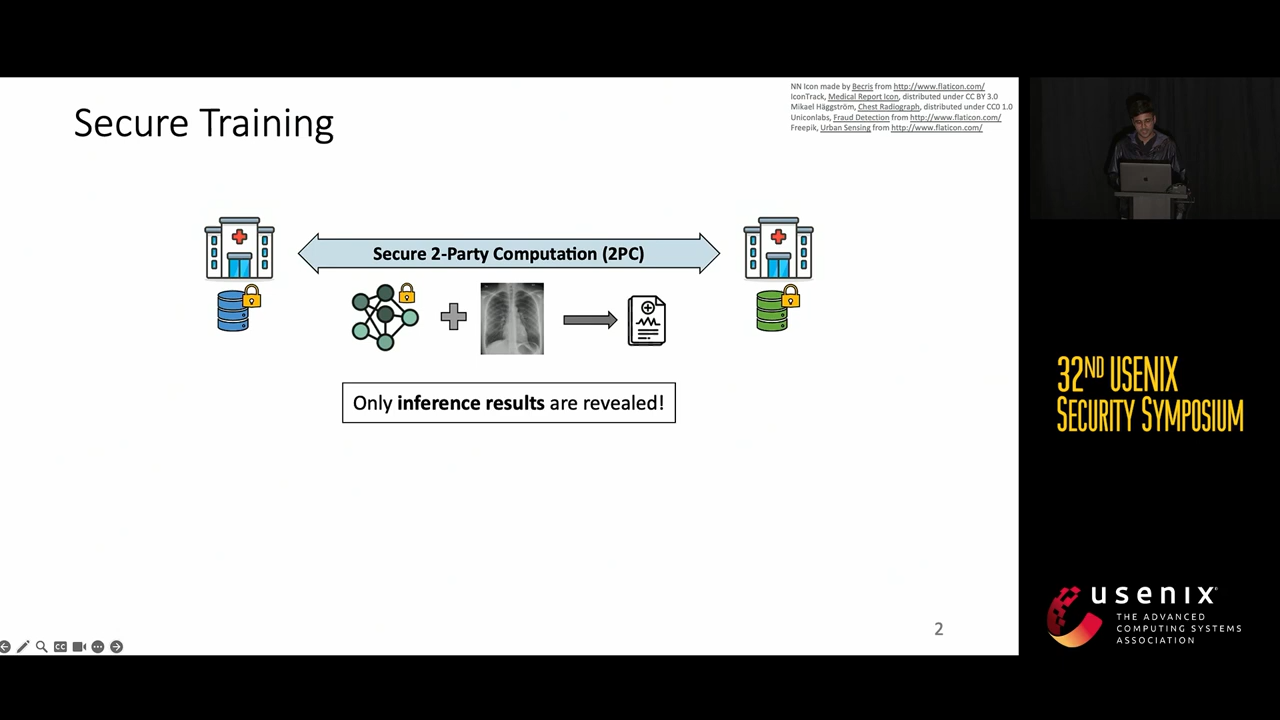 Secure Training
NN Icon made by Becris from http://www.flaticon.com/
IconTrack, Medical Report Icon, distributed under CC BY 3.0
Mikael Häggström, Chest Radiograph, distributed under CC0 1.0
Uniconlabs, Fraud Detection from http://www.flaticon.com/
Freepik, Urban Sensing from http://www.flaticon.com/
Secure 2-Party Computation (2PC)
Only inference results are revealed!
2
CC
32ND USENIX
SECURITY SYMPOSIUM
usenix
THE ADVANCED
COMPUTING SYSTEMS
ASSOCIATION